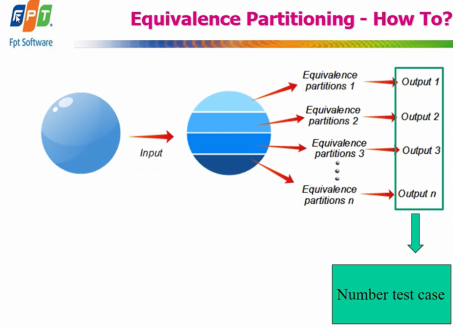 FPT
Fpt Software
Equivalence Partitioning - How To?
Input
Equivalence
partitions 1
Output 1
Equivalence
partitions 2
Output 2
Equivalence
partitions 3
Output 3
Equivalence
partitions n
Output n
Number test case